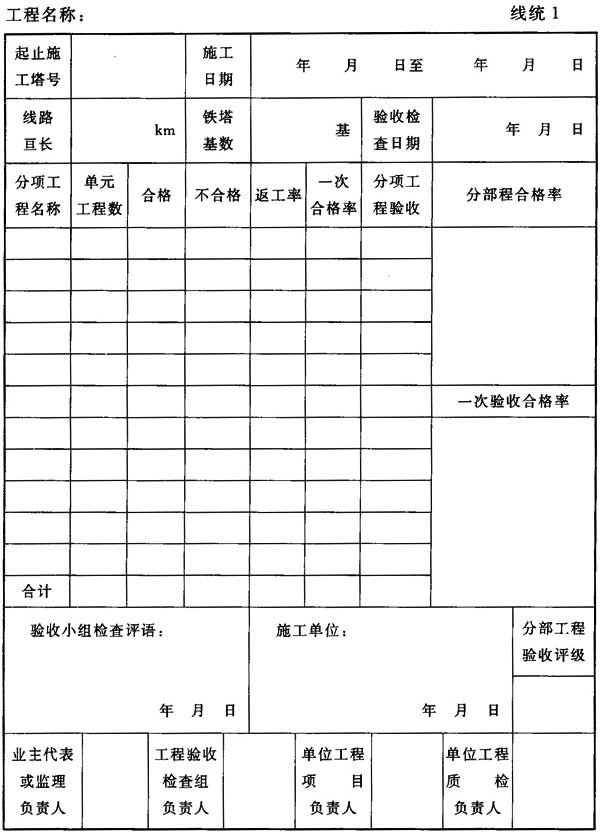 工程名称：
线统 1
起止施
工塔号
施工
日期
年 月 日至 年 月 日
线路
亘长
km
铁塔
基数
基
验收检
查日期
年 月 日
分项工
程名称
单元
工程数
合格
不合格
返工率
一次
合格率
分项工
程验收
分部程合格率
一次验收合格率
合计
验收小组检查评语：
年 月 日
施工单位：
年 月 日
分部工程
验收评级
业主代表
或监理
负责人
工程验收
检查组
负责人
单位工程
项 目
负责人
单位工程
质 检
负责人